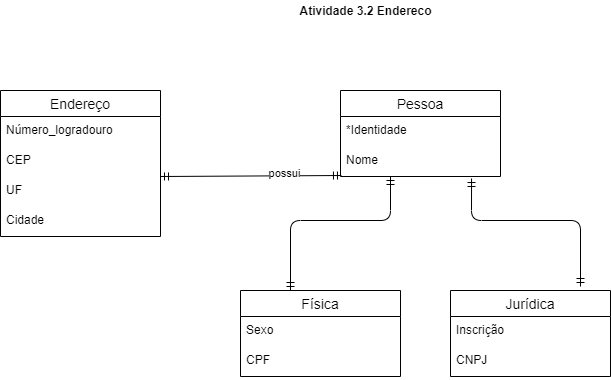 Atividade 3.2 Endereco
Endereço
Número_logradouro
CEP
UF
Cidade
possui
Pessoa
*Identidade
Nome
Física
Sexo
CPF
Jurídica
Inscrição
CNPJ